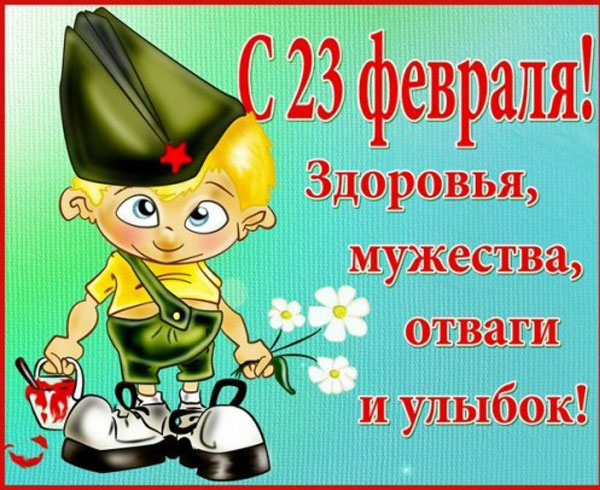 С 23 февраля!
Здоровья,
мужества,
отваги
и улыбок!